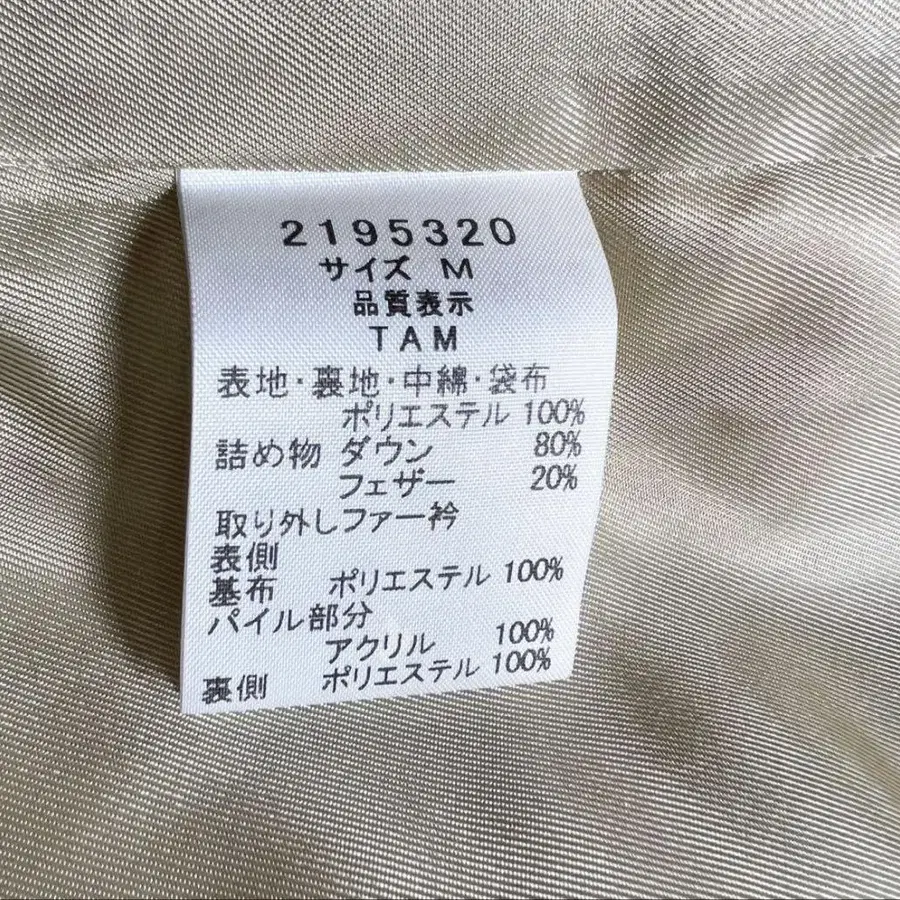 2195320
サイズ M
品質表示
TAM
表地・裏地・中綿・袋布
ポリエステル 100%
詰め物 ダウン 80%
フェザー 20%
取り外しファー衿
表側
基布 ポリエステル 100%
パイル部分
アクリル 100%
裏側 ポリエステル 100%